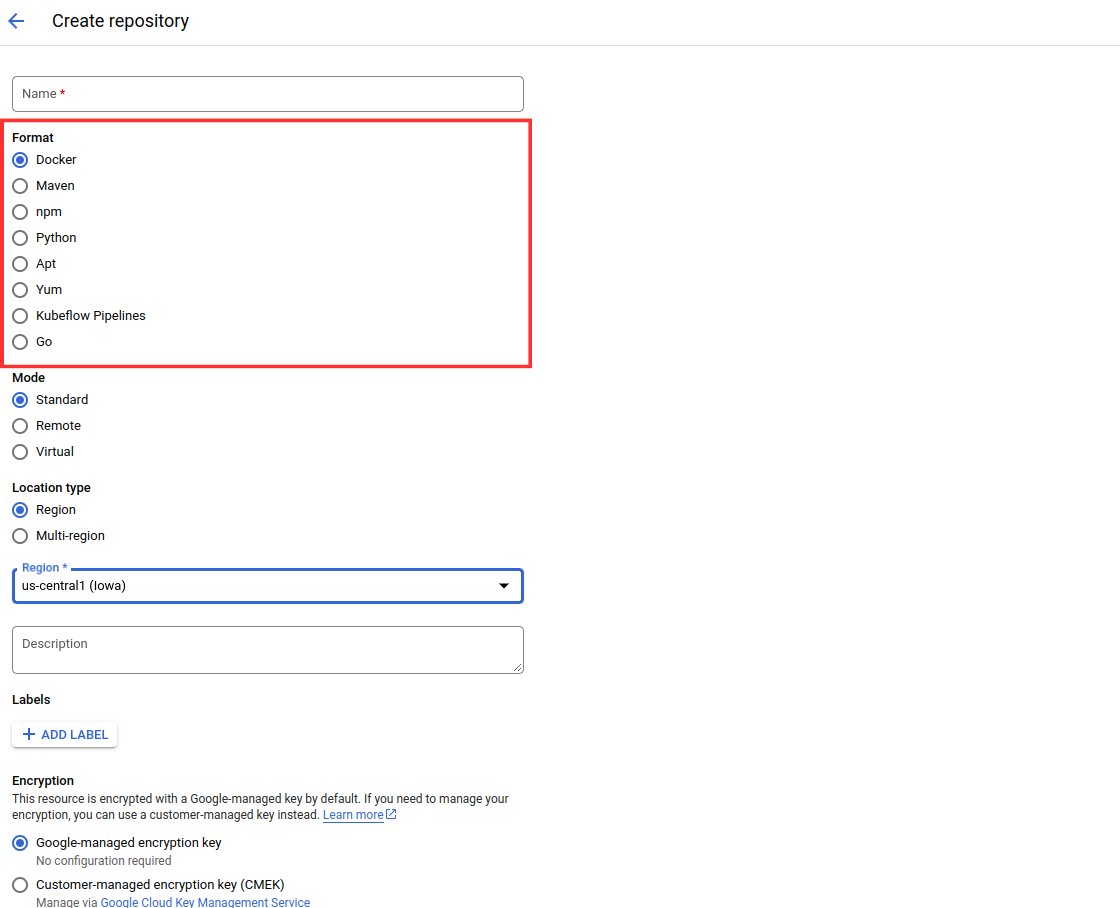 Create repository
Name *
Format
Docker
Maven
npm
Python
Apt
Yum
Kubeflow Pipelines
Go
Mode
Standard
Remote
Virtual
Location type
Region
Multi-region
Region *
us-central1 (Iowa)
Description
Labels
ADD LABEL
Encryption
This resource is encrypted with a Google-managed key by default. If you need to manage your
encryption, you can use a customer-managed key instead. Learn more
Google-managed encryption key
No configuration required
Customer-managed encryption key (CMEK)
Manage via Google Cloud Key Management Service